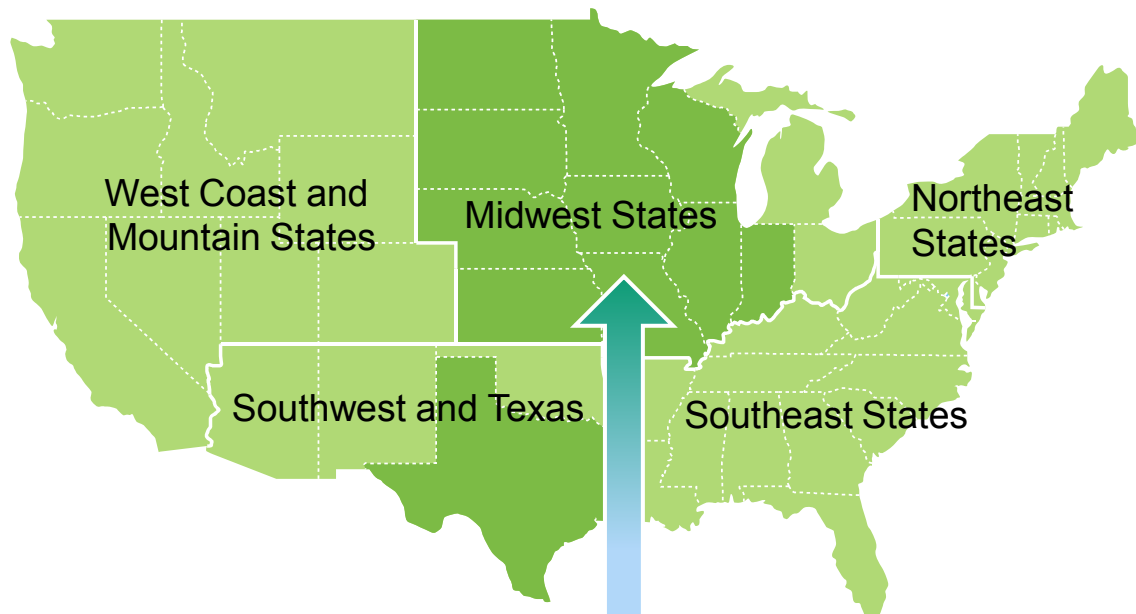 West Coast and
Mountain States
Midwest States
Northeast
States
Southwest and Texas
Southeast States